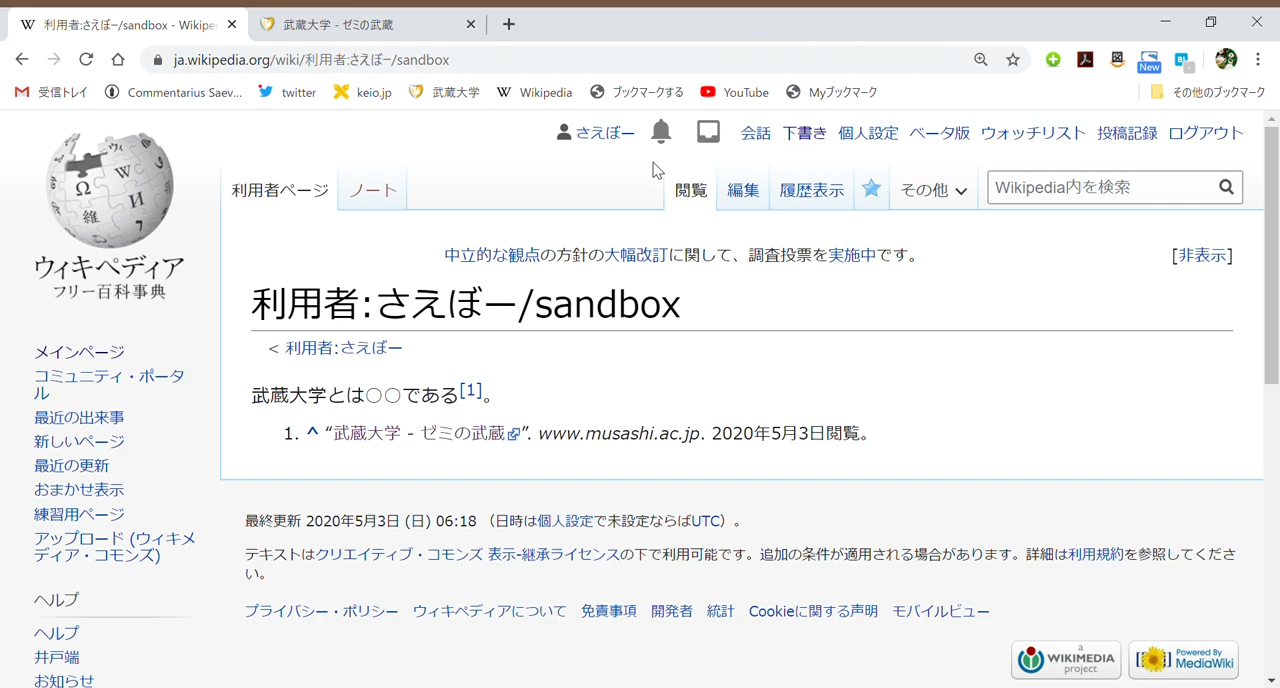 利用者:さえぼー/sandbox - Wikipe
武蔵大学 - ゼミの武蔵
ja.wikipedia.org/wiki/利用者:さえぼー/sandbox
New
受信トレイ
Commentarius Saev...
twitter
keio.jp
武蔵大学
Wikipedia
ブックマークする
YouTube
Myブックマーク
その他のブックマーク
さえぼー
会話
下書き
個人設定
ベータ版
ウォッチリスト
投稿記録
ログアウト
利用者ページ
ノート
閲覧
編集
履歴表示
その他
Wikipedia内を検索
ウィキペディア
フリー百科事典
中立的な観点の方針の大幅改訂に関して、調査投票を実施中です。
[非表示]
利用者:さえぼー/sandbox
< 利用者:さえぼー
武蔵大学とは○○である[1]。
1. ^ “武蔵大学 - ゼミの武蔵”. www.musashi.ac.jp. 2020年5月3日閲覧。
メインページ
コミュニティ・ポータ
ル
最近の出来事
新しいページ
最近の更新
おまかせ表示
練習用ページ
アップロード (ウィキメ
ディア・コモンズ)
ヘルプ
ヘルプ
井戸端
お知らせ
最終更新 2020年5月3日 (日) 06:18 （日時は個人設定で未設定ならばUTC）。
テキストはクリエイティブ・コモンズ 表示-継承ライセンスの下で利用可能です。追加の条件が適用される場合があります。詳細は利用規約を参照してくださ
い。
プライバシー・ポリシー
ウィキペディアについて
免責事項
開発者
統計
Cookieに関する声明
モバイルビュー
a
WIKIMEDIA
project
Powered By
MediaWiki